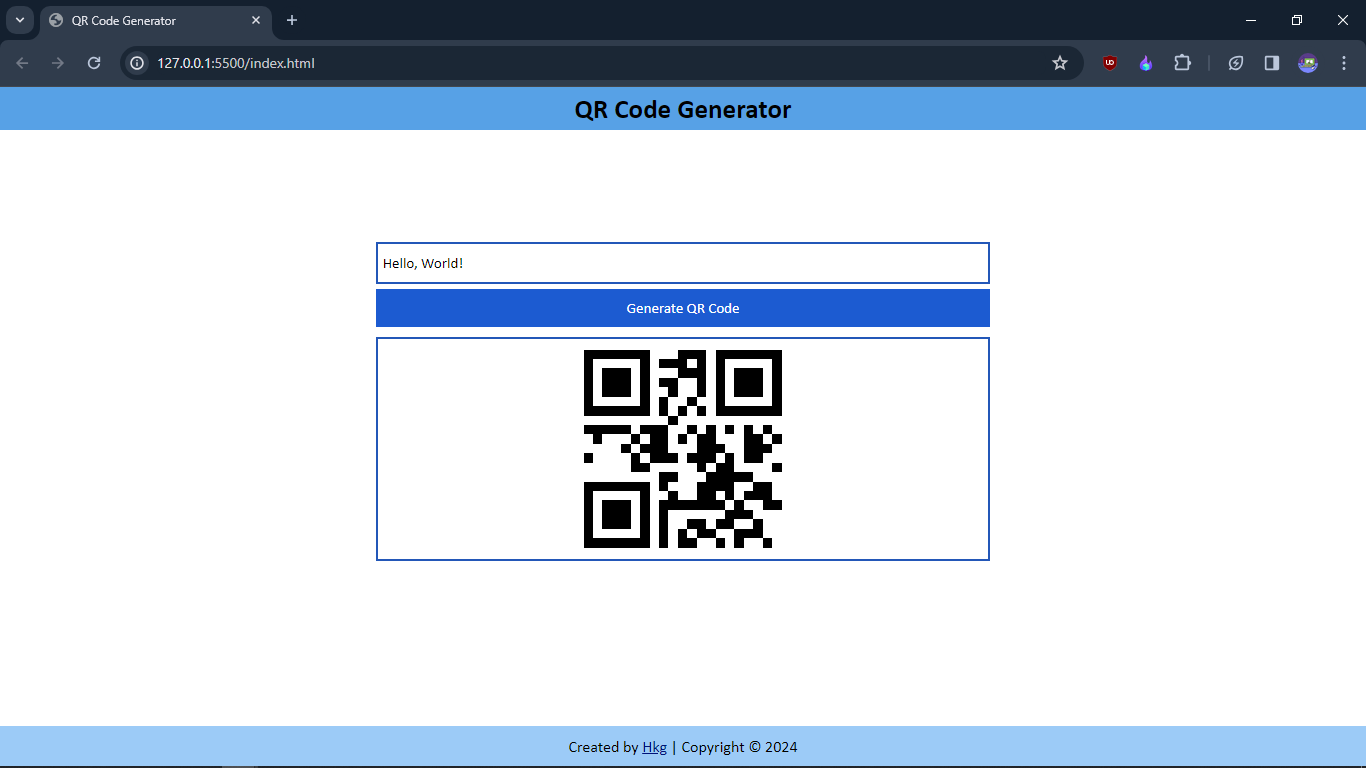 QR Code Generator
127.0.0.1:5500/index.html
QR Code Generator
Hello, World!
Generate QR Code
Created by Hkg | Copyright © 2024